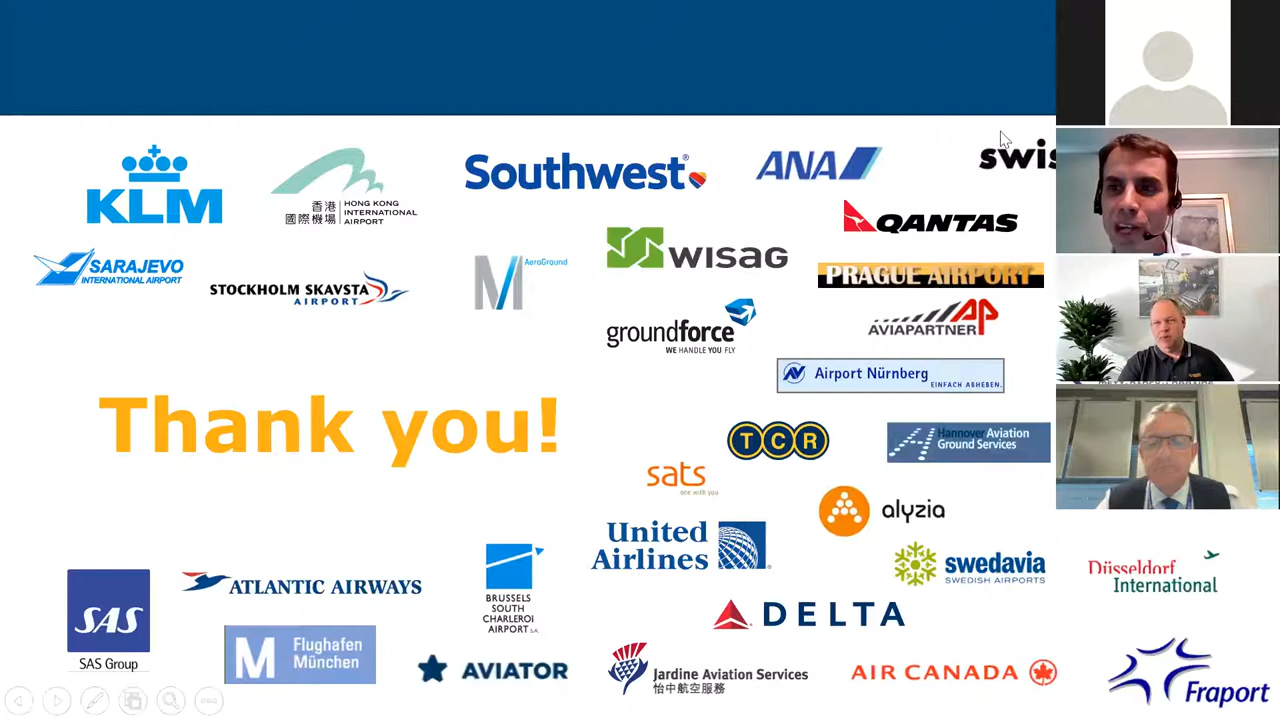 KLM
香港
國際機場
HONG KONG
INTERNATIONAL
AIRPORT
Southwest®
ANA
swis
QANTAS
SARAJEVO
INTERNATIONAL AIRPORT
STOCKHOLM SKAVSTA
AIRPORT
M AeroGround
WISAG
PRAGUE AIRPORT
groundforce
WE HANDLE YOU FLY
AP
AVIAPARTNER
Airport Nürnberg
EINFACH ABHEBEN.
Thank you!
TCR
Hannover Aviation
Ground Services
sats
one with you
alyzia
United
Airlines
swedavia
SWEDISH AIRPORTS
Düsseldorf
International
SAS
SAS Group
ATLANTIC AIRWAYS
BRUSSELS
SOUTH
CHARLEROI
AIRPORT S.A.
DELTA
M Flughafen
München
AVIATOR
Jardine Aviation Services
怡中航空服務
AIR CANADA
Fraport